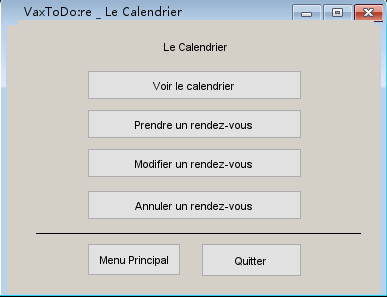 VaxToDo:re _ Le Calendrier
Le Calendrier
Voir le calendrier
Prendre un rendez-vous
Modifier un rendez-vous
Annuler un rendez-vous
Menu Principal
Quitter